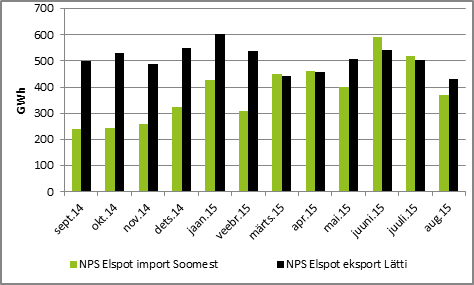 700
600
500
400
300
200
100
0
GWh
sept.14
okt.14
nov.14
dets.14
jaan.15
veebr.15
märts.15
apr.15
mai.15
juuni.15
juuli.15
aug.15
NPS Elspot import Soomest
NPS Elspot eksport Lätti